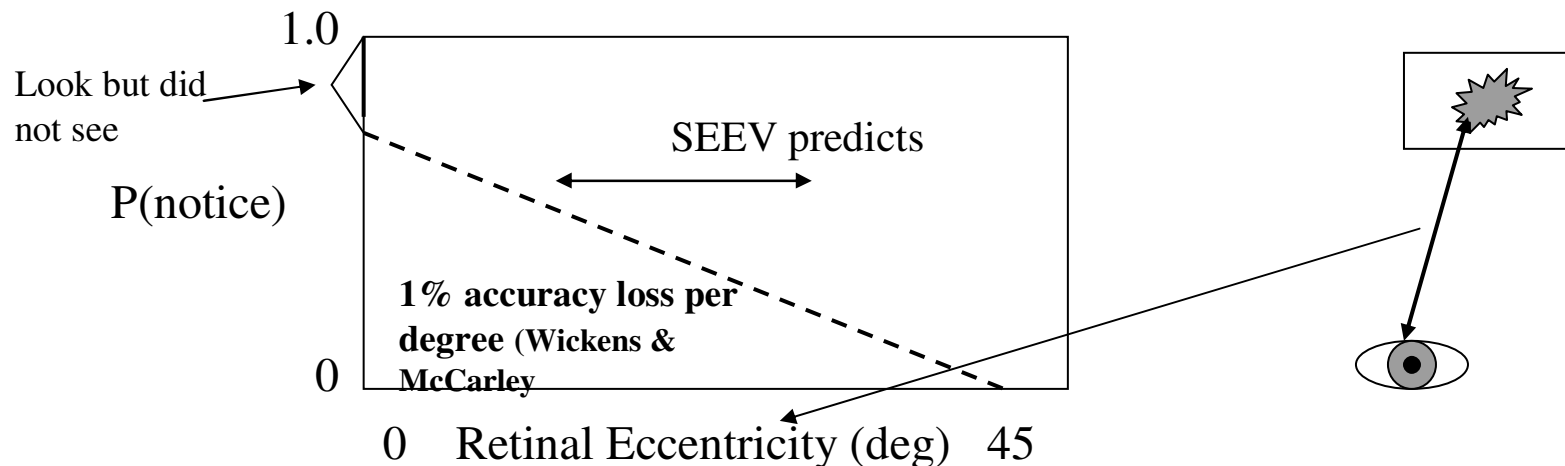 1.0
Look but did
not see
SEEV predicts
P(notice)
1% accuracy loss per
degree (Wickens &
McCarley
0
0 Retinal Eccentricity (deg) 45